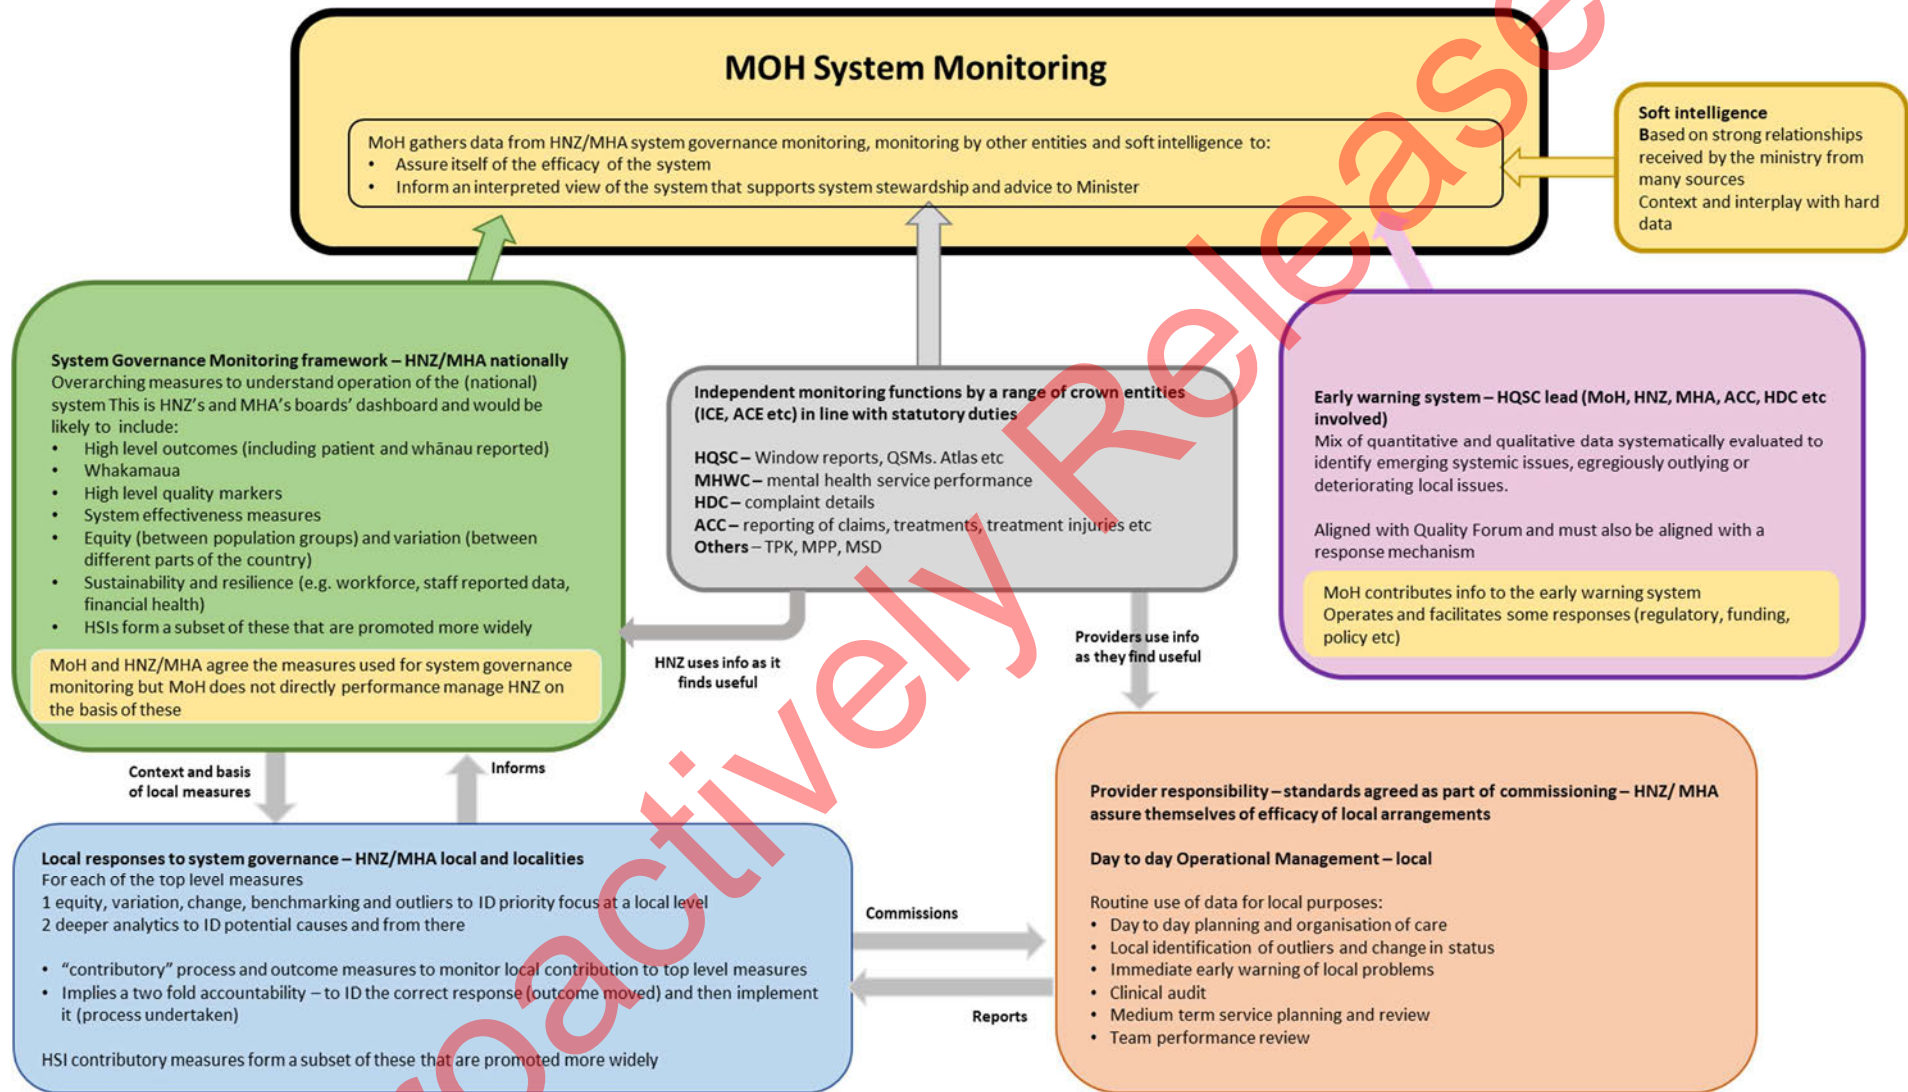 MOH System Monitoring
MoH gathers data from HNZ/MHA system governance monitoring, monitoring by other entities and soft intelligence to:
• Assure itself of the efficacy of the system
• Inform an interpreted view of the system that supports system stewardship and advice to Minister
Soft intelligence
Based on strong relationships
received by the ministry from
many sources
Context and interplay with hard
data
System Governance Monitoring framework – HNZ/MHA nationally
Overarching measures to understand operation of the (national)
system This is HNZ's and MHA's boards' dashboard and would be
likely to include:
• High level outcomes (including patient and whānau reported)
• Whakamaua
• High level quality markers
• System effectiveness measures
• Equity (between population groups) and variation (between
different parts of the country)
• Sustainability and resilience (e.g. workforce, staff reported data,
financial health)
• HSIs form a subset of these that are promoted more widely
MoH and HNZ/MHA agree the measures used for system governance
monitoring but MoH does not directly performance manage HNZ on
the basis of these
Independent monitoring functions by a range of crown entities
(ICE, ACE etc) in line with statutory duties
HQSC – Window reports, QSMs. Atlas etc
MHWC – mental health service performance
HDC – complaint details
ACC – reporting of claims, treatments, treatment injuries etc
Others – TPK, MPP, MSD
Early warning system – HQSC lead (MoH, HNZ, MHA, ACC, HDC etc
involved)
Mix of quantitative and qualitative data systematically evaluated to
identify emerging systemic issues, egregiously outlying or
deteriorating local issues.
Aligned with Quality Forum and must also be aligned with a
response mechanism
MoH contributes info to the early warning system
Operates and facilitates some responses (regulatory, funding,
policy etc)
HNZ uses info as it
finds useful
Providers use info
as they find useful
Context and basis
of local measures
Informs
Local responses to system governance – HNZ/MHA local and localities
For each of the top level measures
1 equity, variation, change, benchmarking and outliers to ID priority focus at a local level
2 deeper analytics to ID potential causes and from there
• "contributory" process and outcome measures to monitor local contribution to top level measures
• Implies a two fold accountability – to ID the correct response (outcome moved) and then implement
it (process undertaken)
HSI contributory measures form a subset of these that are promoted more widely
Commissions
Reports
Provider responsibility – standards agreed as part of commissioning – HNZ/ MHA
assure themselves of efficacy of local arrangements
Day to day Operational Management – local
Routine use of data for local purposes:
• Day to day planning and organisation of care
• Local identification of outliers and change in status
• Immediate early warning of local problems
• Clinical audit
• Medium term service planning and review
• Team performance review
roactively Release